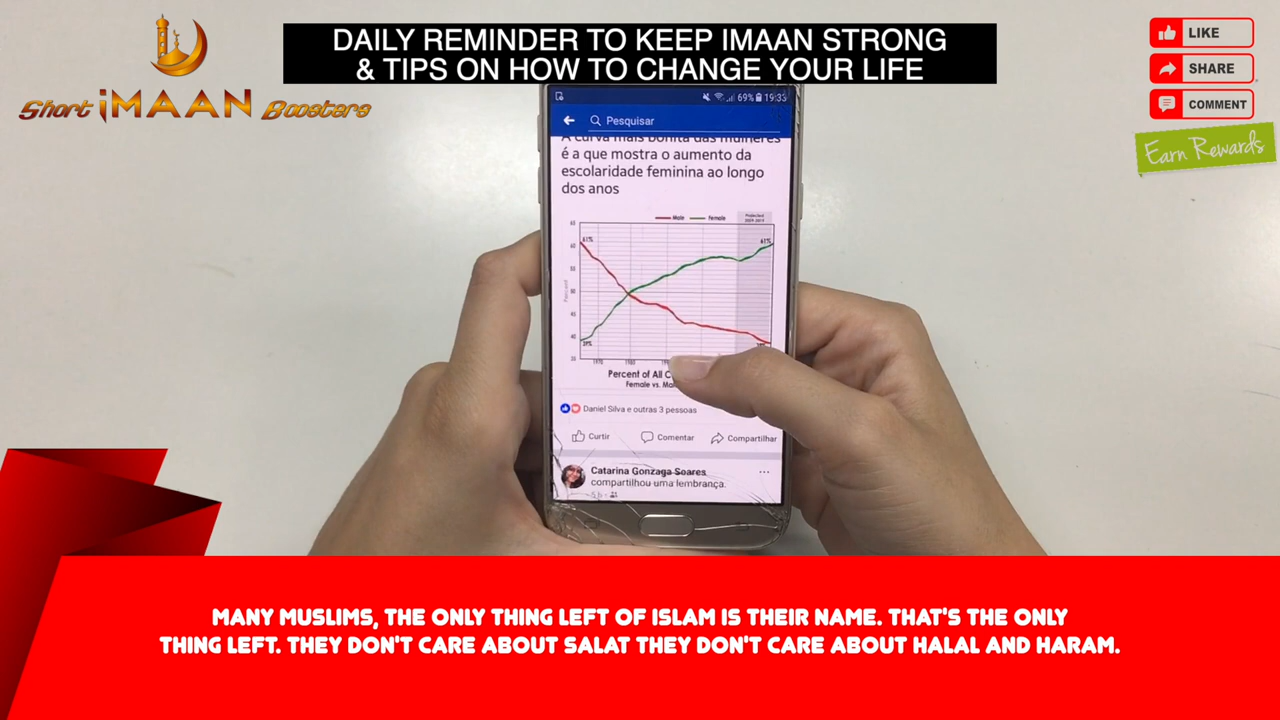 DAILY REMINDER TO KEEP IMAAN STRONG
& TIPS ON HOW TO CHANGE YOUR LIFE
Short iMAAN Boosters
LIKE
SHARE
COMMENT
Earn Rewards
69% 19:33
Pesquisar
A curva mais bonita das mulheres
é a que mostra o aumento da
escolaridade feminina ao longo
dos anos
Male Female
Projected
61%
61%
39%
1970 1980
Percent of All
Female vs.
Daniel Silva e outras 3 pessoas
Curtir Comentar Compartilhar
Catarina Gonzaga Soares
compartilhou uma lembrança.
MANY MUSLIMS, THE ONLY THING LEFT OF ISLAM IS THEIR NAME. THAT'S THE ONLY
THING LEFT. THEY DON'T CARE ABOUT SALAT THEY DON'T CARE ABOUT HALAL AND HARAM.